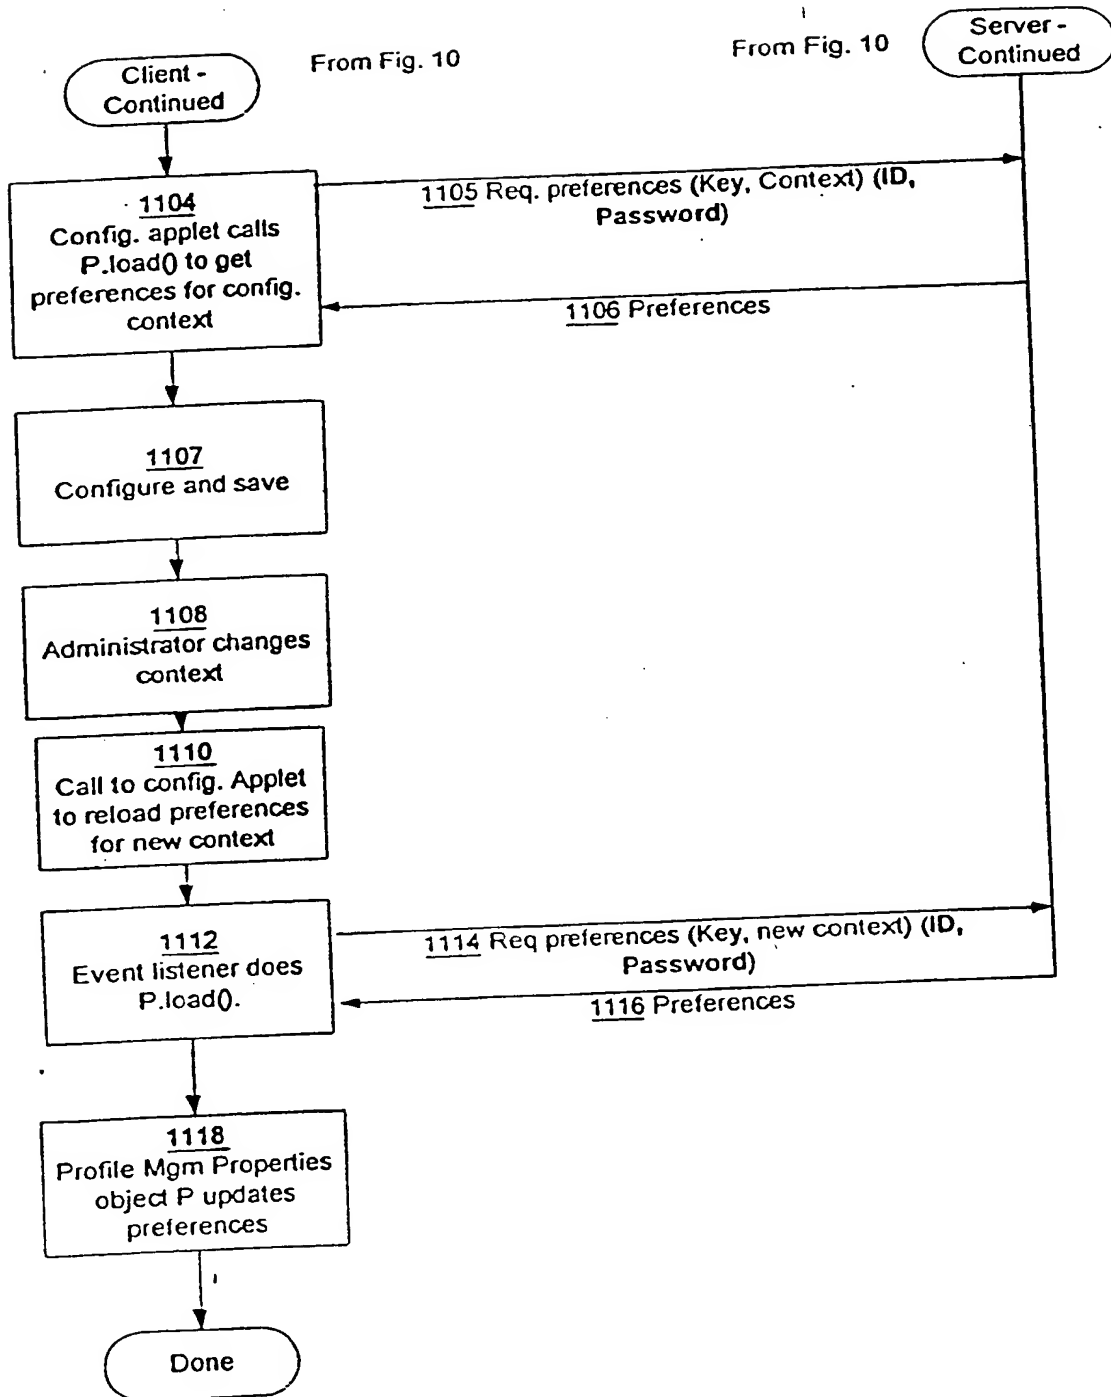 Client -
Continued
From Fig. 10
From Fig. 10
Server -
Continued
1104
Config. applet calls
P.load() to get
preferences for config.
context
1105 Req. preferences (Key, Context) (ID,
Password)
1106 Preferences
1107
Configure and save
1108
Administrator changes
context
1110
Call to config. Applet
to reload preferences
for new context
1112
Event listener does
P.load().
1114 Req preferences (Key, new context) (ID,
Password)
1116 Preferences
1118
Profile Mgm Properties
object P updates
preferences
Done